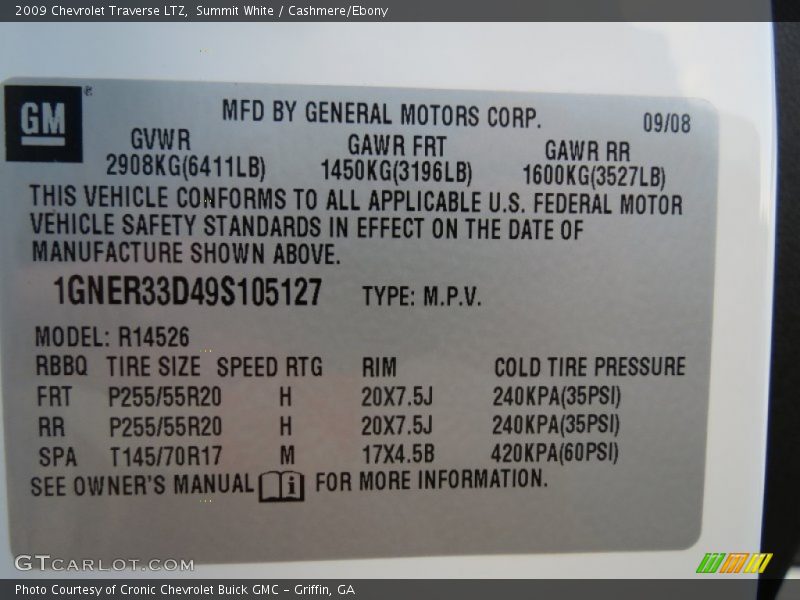 2009 Chevrolet Traverse LTZ, Summit White / Cashmere/Ebony
GM®
MFD BY GENERAL MOTORS CORP. 09/08
GVWR GAWR FRT GAWR RR
2908KG(6411LB) 1450KG(3196LB) 1600KG(3527LB)
THIS VEHICLE CONFORMS TO ALL APPLICABLE U.S. FEDERAL MOTOR
VEHICLE SAFETY STANDARDS IN EFFECT ON THE DATE OF
MANUFACTURE SHOWN ABOVE.
1GNER33D49S105127 TYPE: M.P.V.
MODEL: R14526
RBBQ TIRE SIZE SPEED RTG RIM COLD TIRE PRESSURE
FRT P255/55R20 H 20X7.5J 240KPA(35PSI)
RR P255/55R20 H 20X7.5J 240KPA(35PSI)
SPA T145/70R17 M 17X4.5B 420KPA(60PSI)
SEE OWNER'S MANUAL i FOR MORE INFORMATION.
GTCARLOT.COM
Photo Courtesy of Cronic Chevrolet Buick GMC - Griffin, GA